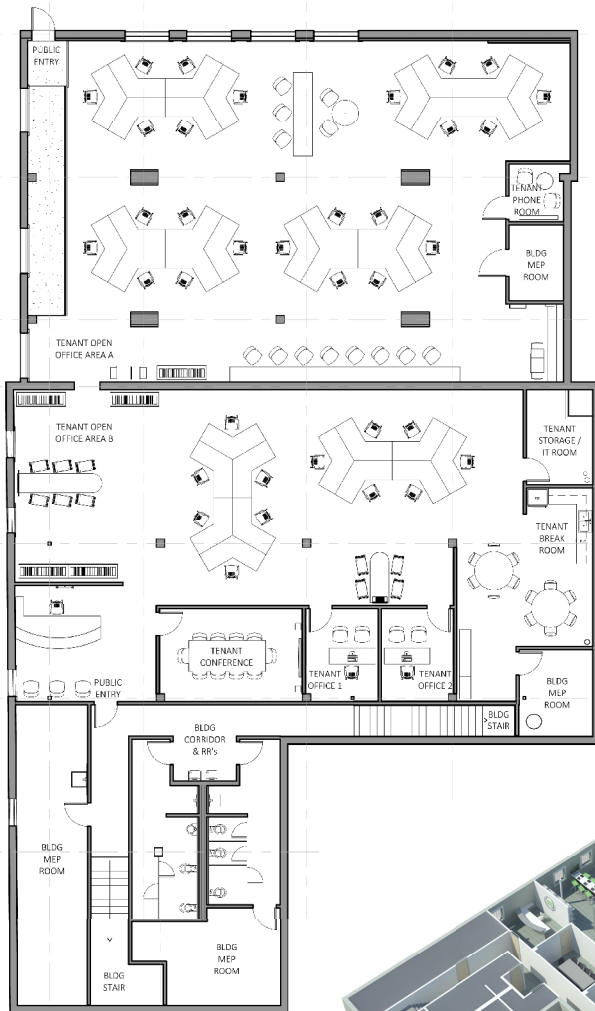 PUBLIC
ENTRY
TENANT
PHONE
ROOM
BLDG
MEP
ROOM
TENANT OPEN
OFFICE AREA A
TENANT OPEN
OFFICE AREA B
TENANT
STORAGE /
IT ROOM
TENANT
BREAK
ROOM
TENANT
CONFERENCE
TENANT
OFFICE 1
TENANT
OFFICE 2
PUBLIC
ENTRY
BLDG
MEP
ROOM
BLDG
STAIR
BLDG
CORRIDOR
& RR's
BLDG
MEP
ROOM
BLDG
MEP
ROOM
BLDG
STAIR